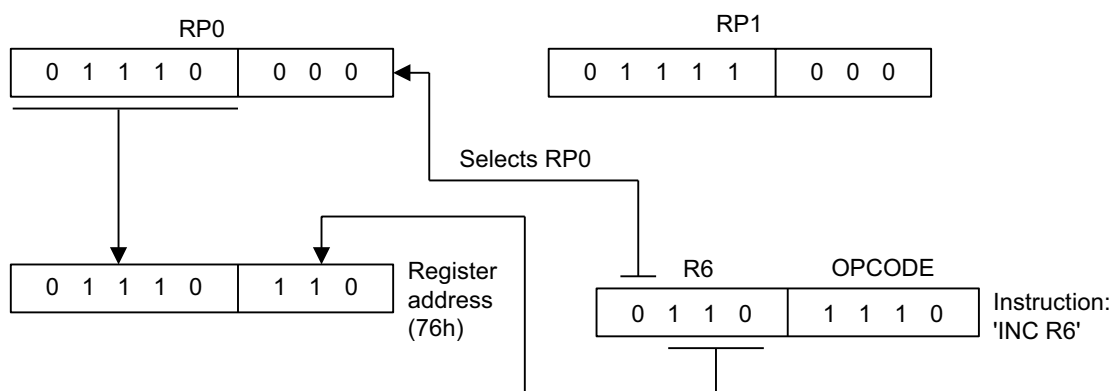 RP0
RP1
0 1 1 1 0 0 0 0
0 1 1 1 1 0 0 0
Selects RP0
0 1 1 1 0 1 1 0
Register
address
(76h)
R6
OPCODE
0 1 1 0 1 1 1 0
Instruction:
'INC R6'